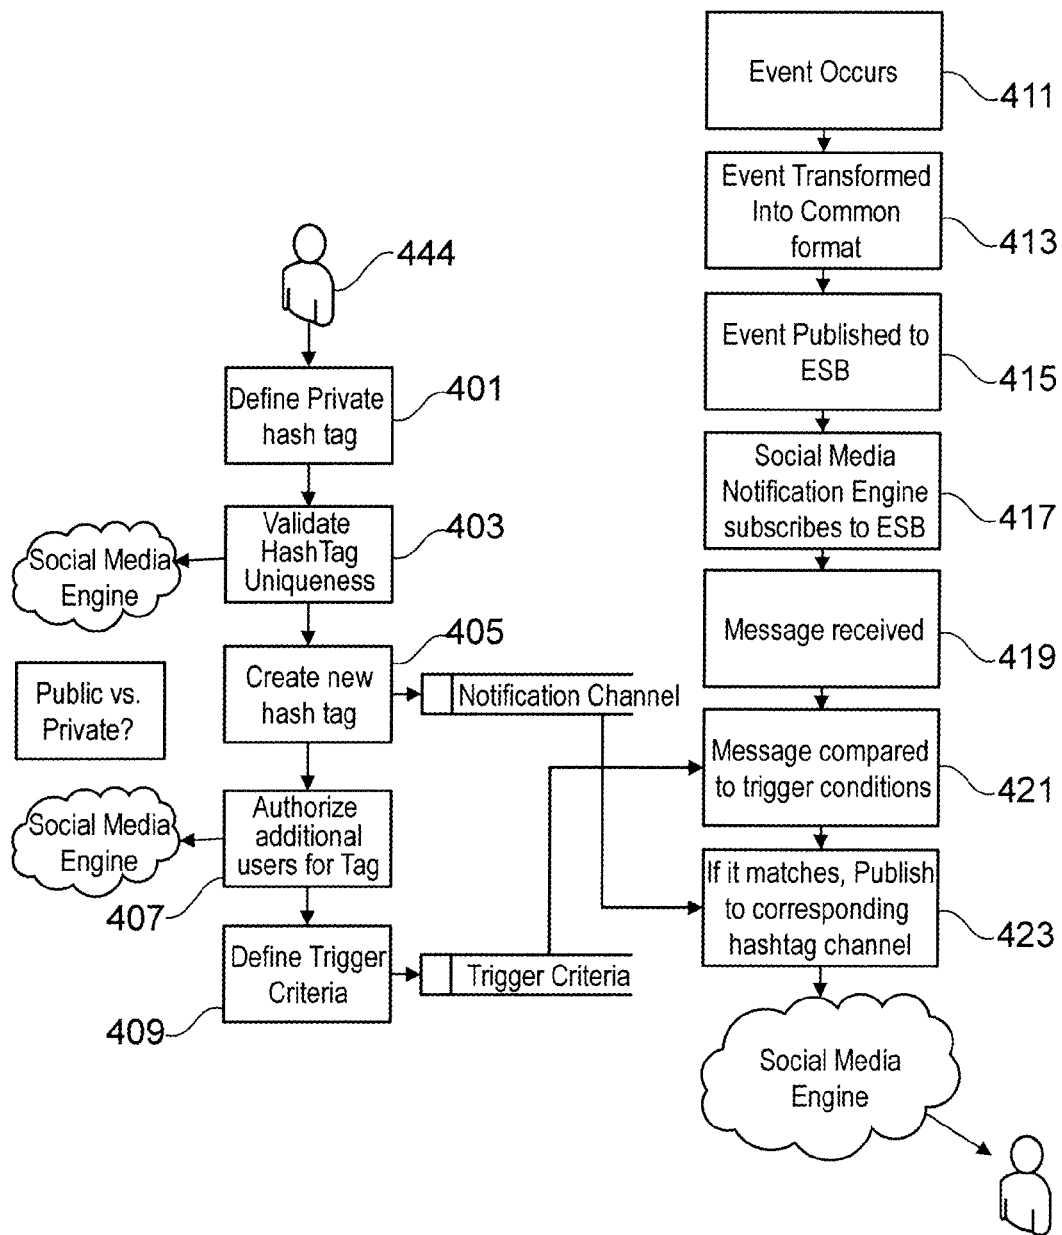 444
Define Private
hash tag
401
Validate
HashTag
Uniqueness
403
Social Media
Engine
Create new
hash tag
405
Notification Channel
Public vs.
Private?
Authorize
additional
users for Tag
407
Social Media
Engine
Define Trigger
Criteria
409
Trigger Criteria
Event Occurs
411
Event Transformed
Into Common
format
413
Event Published to
ESB
415
Social Media
Notification Engine
subscribes to ESB
417
Message received
419
Message compared
to trigger conditions
421
If it matches, Publish
to corresponding
hashtag channel
423
Social Media
Engine